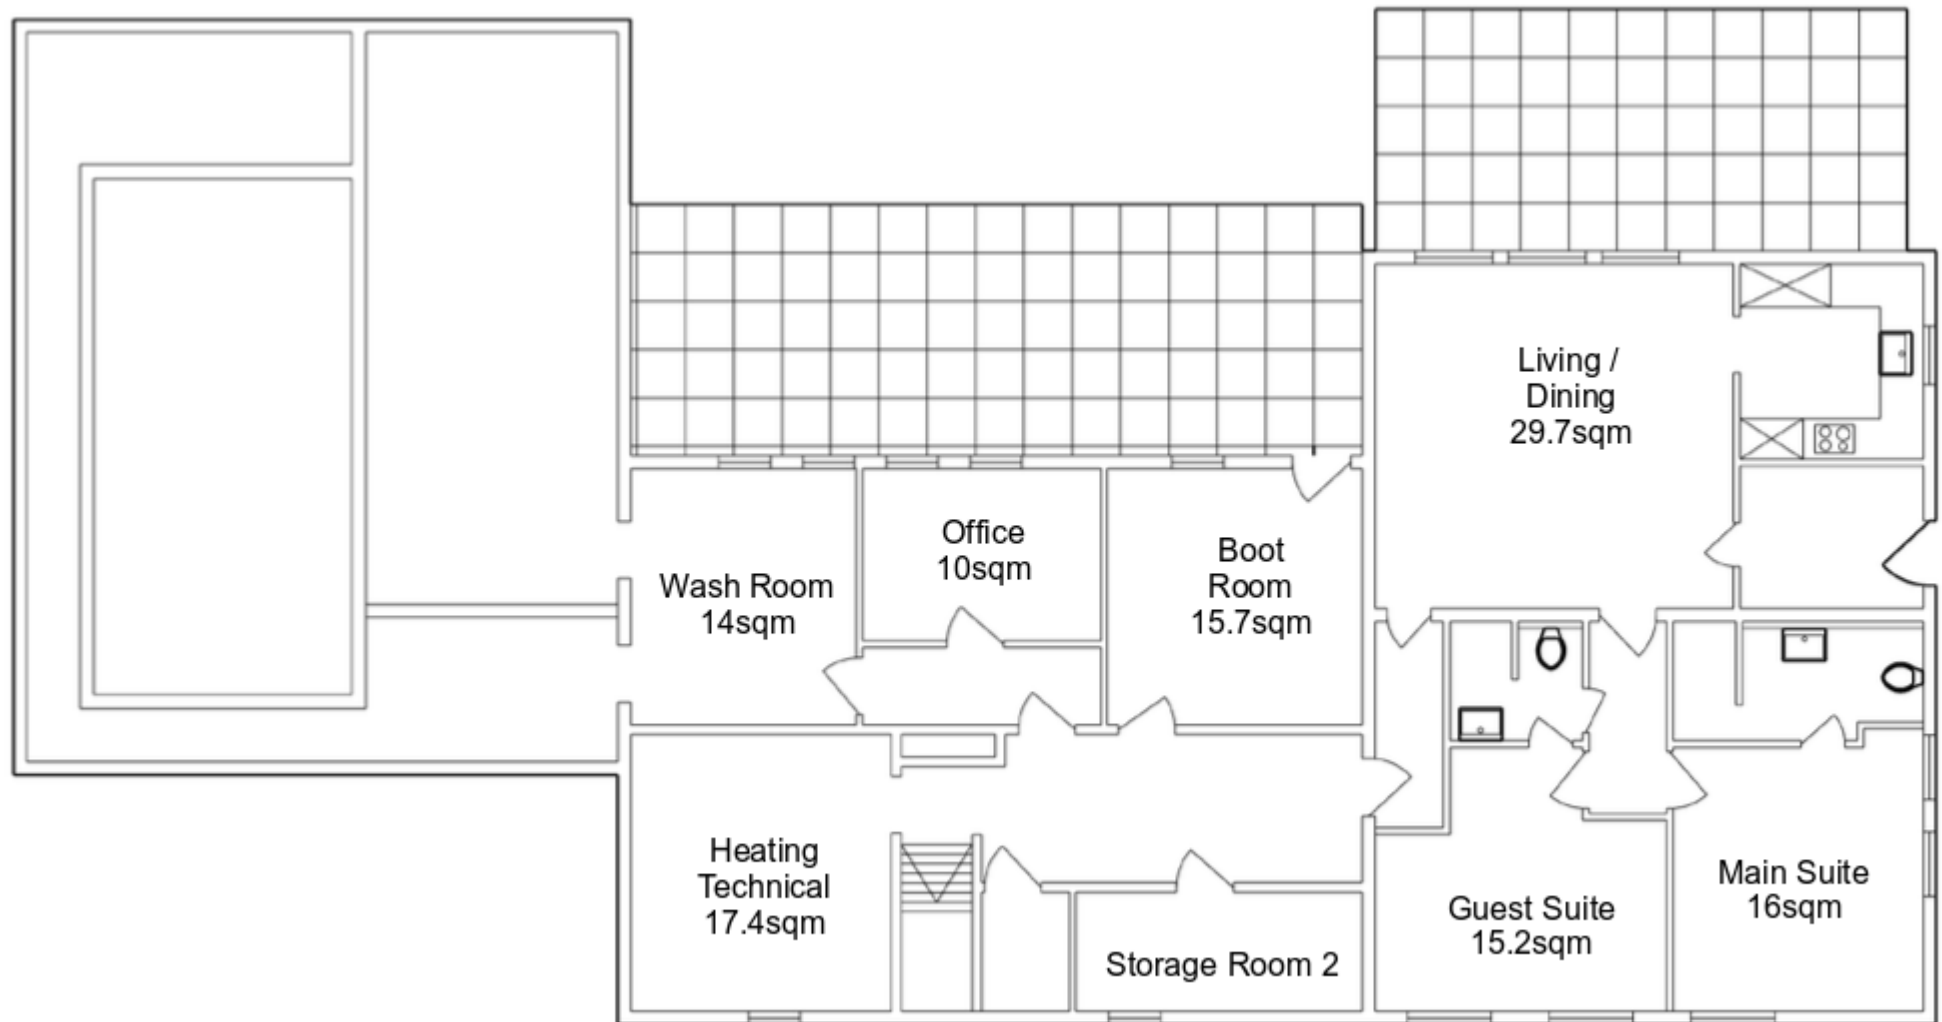 Living /
Dining
29.7sqm
Office
10sqm
Boot
Room
15.7sqm
Wash Room
14sqm
Heating
Technical
17.4sqm
Storage Room 2
Guest Suite
15.2sqm
Main Suite
16sqm